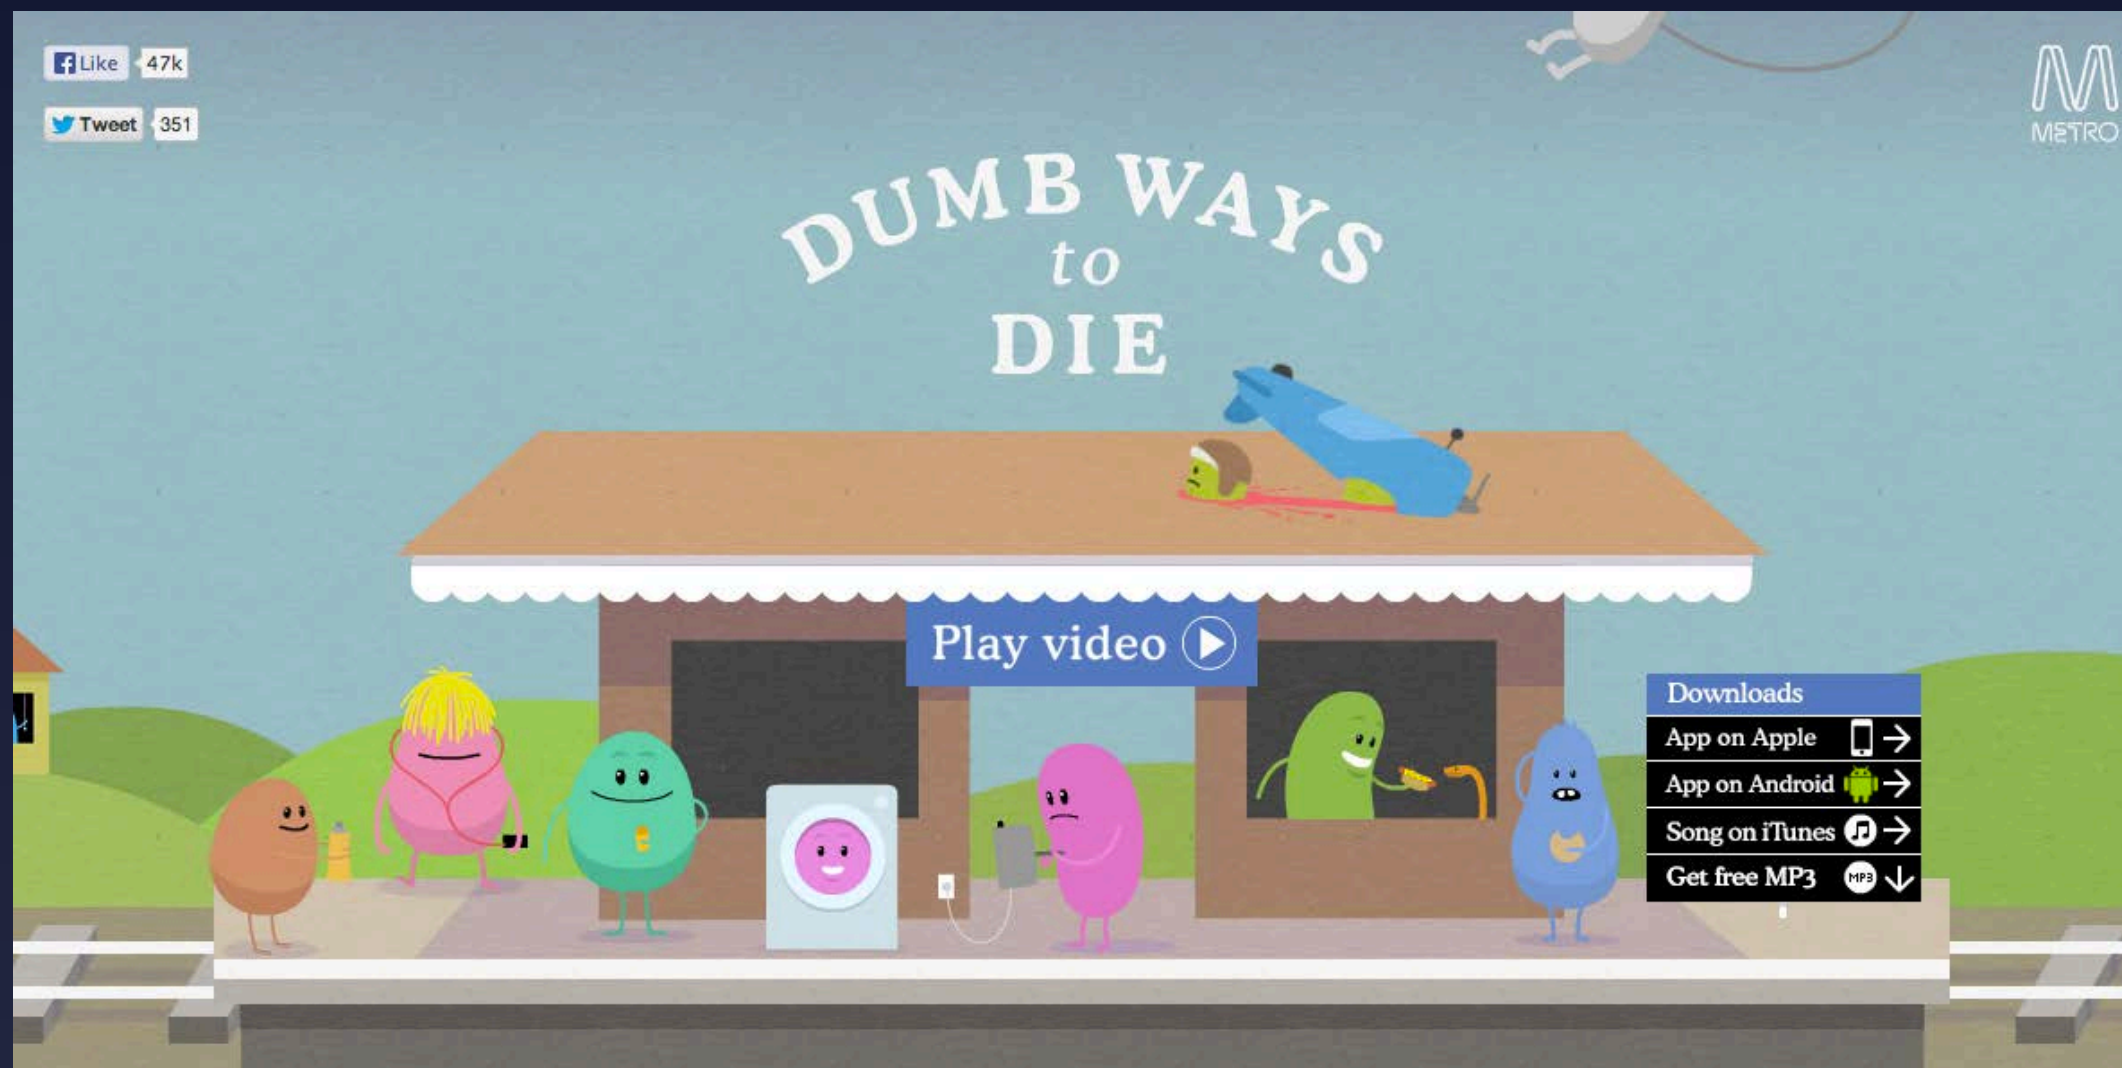 Like 47k
Tweet 351
METRO
DUMB WAYS
to
DIE
Play video
Downloads
App on Apple
App on Android
Song on iTunes
Get free MP3 MP3